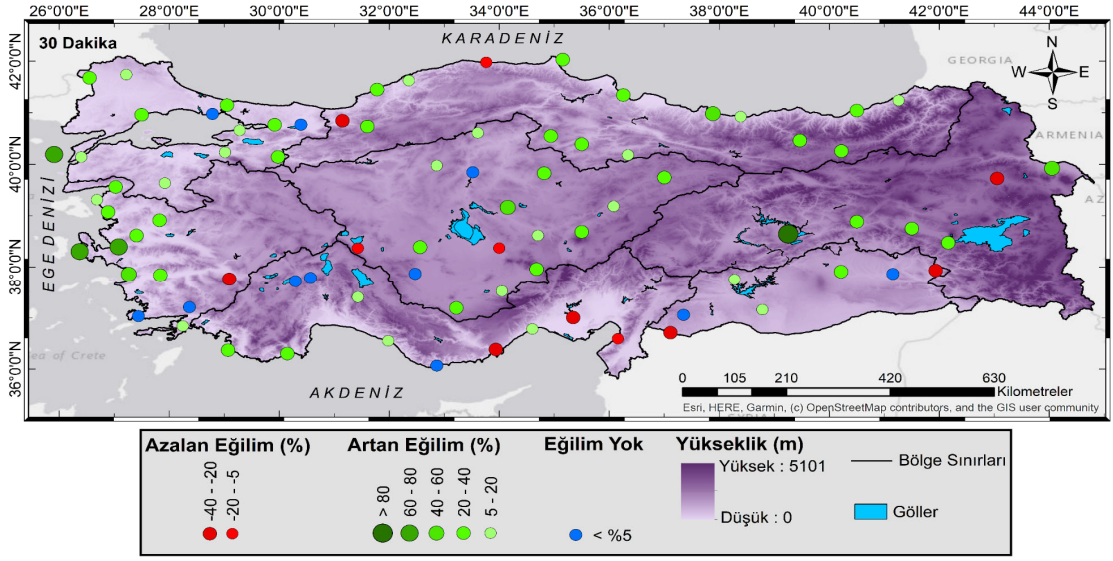 26°0'0"E 28°0'0"E 30°0'0"E 32°0'0"E 34°0'0"E 36°0'0"E 38°0'0"E 40°0'0"E 42°0'0"E 44°0'0"E
30 Dakika
KARADENİZ
GEORGIA
N
W E
S
42°0'0"N
ARMENIA
40°0'0"N
AZ
EGEDENİZİ
38°0'0"N
Sea of Crete
36°0'0"N
AKDENİZ
0 105 210 420 630
Kilometreler
Esri, HERE, Garmin, (c) OpenStreetMap contributors, and the GIS user community
SYRIA
Azalan Eğilim (%)
-40 - -20
-20 - -5
Artan Eğilim (%)
> 80
60 - 80
40 - 60
20 - 40
5 - 20
Eğilim Yok
< %5
Yükseklik (m)
Yüksek : 5101
Düşük : 0
Bölge Sınırları
Göller